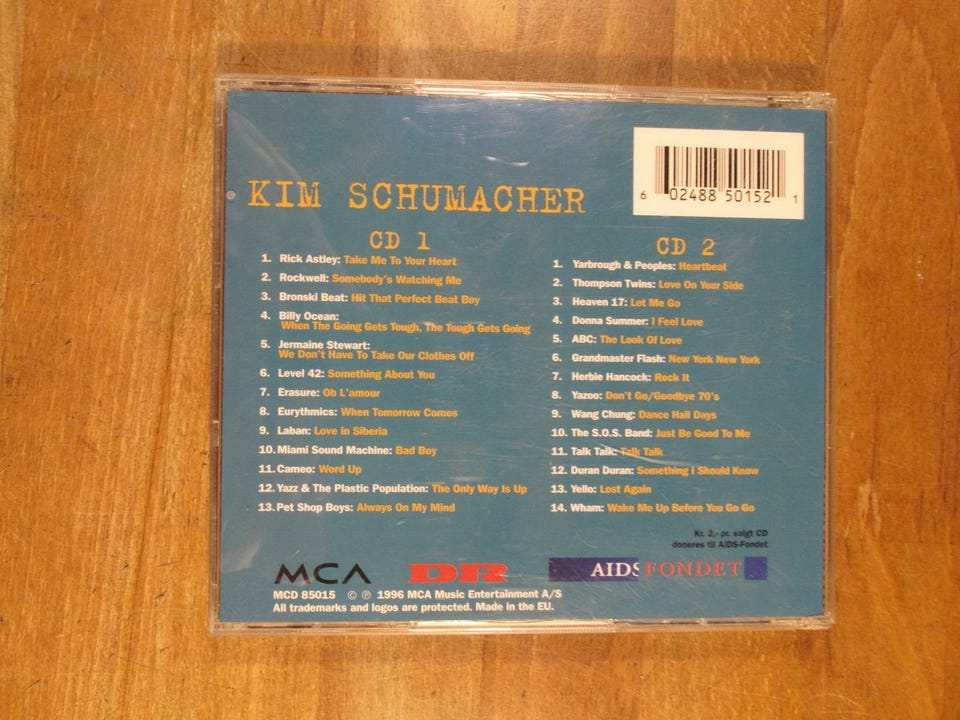 6 02488 50152 1
KIM SCHUMACHER
CD 1
1. Rick Astley: Take Me To Your Heart
2. Rockwell: Somebody's Watching Me
3. Bronski Beat: Hit That Perfect Beat Boy
4. Billy Ocean:
When The Going Gets Tough, The Tough Gets Going
5. Jermaine Stewart:
We Don't Have To Take Our Clothes Off
6. Level 42: Something About You
7. Erasure: Oh L'amour
8. Eurythmics: When Tomorrow Comes
9. Laban: Love in Siberia
10. Miami Sound Machine: Bad Boy
11. Cameo: Word Up
12. Yazz & The Plastic Population: The Only Way Is Up
13. Pet Shop Boys: Always On My Mind
CD 2
1. Yarbrough & Peoples: Heartbeat
2. Thompson Twins: Love On Your Side
3. Heaven 17: Let Me Go
4. Donna Summer: I Feel Love
5. ABC: The Look Of Love
6. Grandmaster Flash: New York New York
7. Herbie Hancock: Rock It
8. Yazoo: Don't Go/Goodbye 70's
9. Wang Chung: Dance Hall Days
10. The S.O.S. Band: Just Be Good To Me
11. Talk Talk: Talk Talk
12. Duran Duran: Something I Should Know
13. Yello: Lost Again
14. Wham: Wake Me Up Before You Go Go
Kr. 2,- pr. solgt CD
doneres til AIDS-Fondet
MCA
DR
AIDSFONDET
MCD 85015 © ℗ 1996 MCA Music Entertainment A/S
All trademarks and logos are protected. Made in the EU.